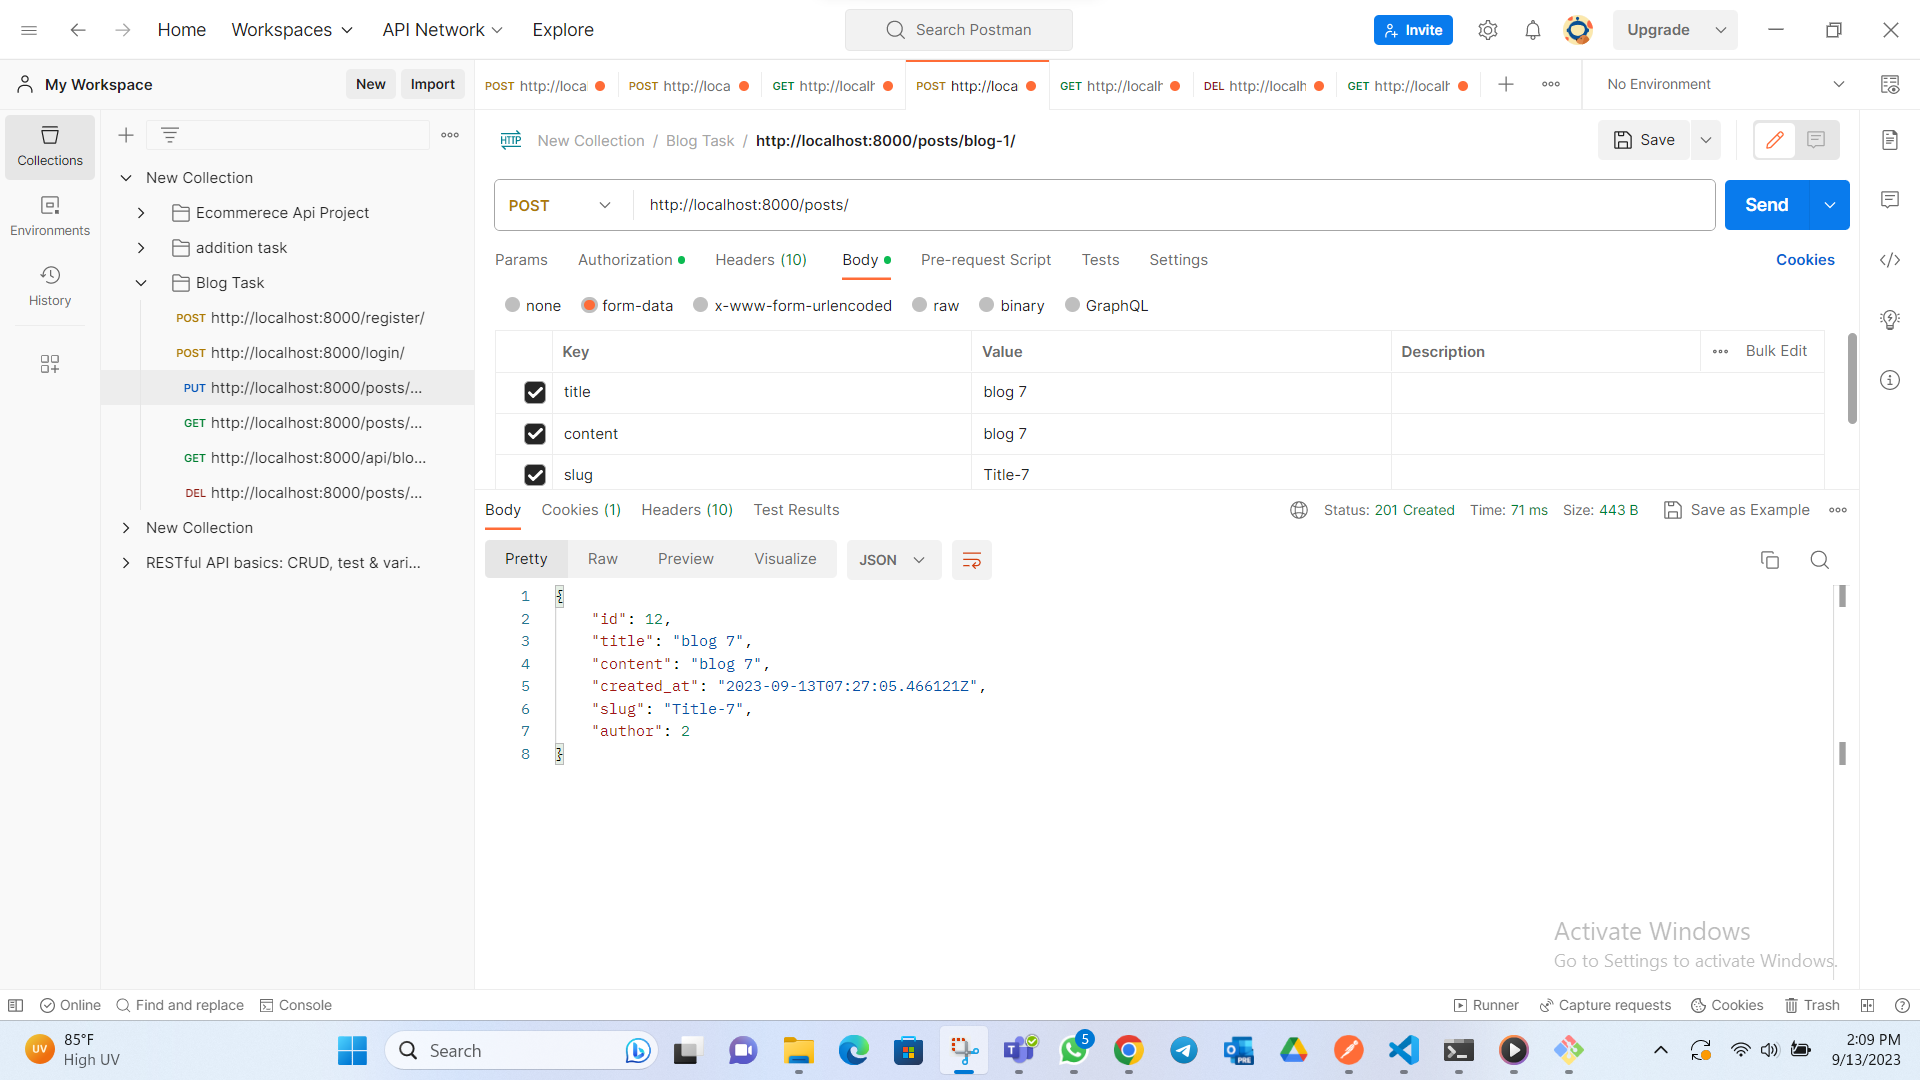 Home Workspaces API Network Explore
Search Postman
Invite Upgrade
My Workspace New Import
POST http://loca POST http://loca GET http://localh POST http://loca GET http://localh DEL http://localh GET http://localh
No Environment
Collections
Environments
History
New Collection
Ecommerece Api Project
addition task
Blog Task
POST http://localhost:8000/register/
POST http://localhost:8000/login/
PUT http://localhost:8000/posts/...
GET http://localhost:8000/posts/...
GET http://localhost:8000/api/blo...
DEL http://localhost:8000/posts/...
New Collection
RESTful API basics: CRUD, test & vari...
HTTP New Collection / Blog Task / http://localhost:8000/posts/blog-1/
Save
POST http://localhost:8000/posts/ Send
Params Authorization Headers (10) Body Pre-request Script Tests Settings Cookies
none form-data x-www-form-urlencoded raw binary GraphQL
Key Value Description Bulk Edit
title blog 7
content blog 7
slug Title-7
Body Cookies (1) Headers (10) Test Results
Status: 201 Created Time: 71 ms Size: 443 B Save as Example
Pretty Raw Preview Visualize JSON
1 {
2 "id": 12,
3 "title": "blog 7",
4 "content": "blog 7",
5 "created_at": "2023-09-13T07:27:05.466121Z",
6 "slug": "Title-7",
7 "author": 2
8 }
Activate Windows
Go to Settings to activate Windows.
Online Find and replace Console
Runner Capture requests Cookies Trash
UV 85°F
High UV
Search
5
PRE
2:09 PM
9/13/2023